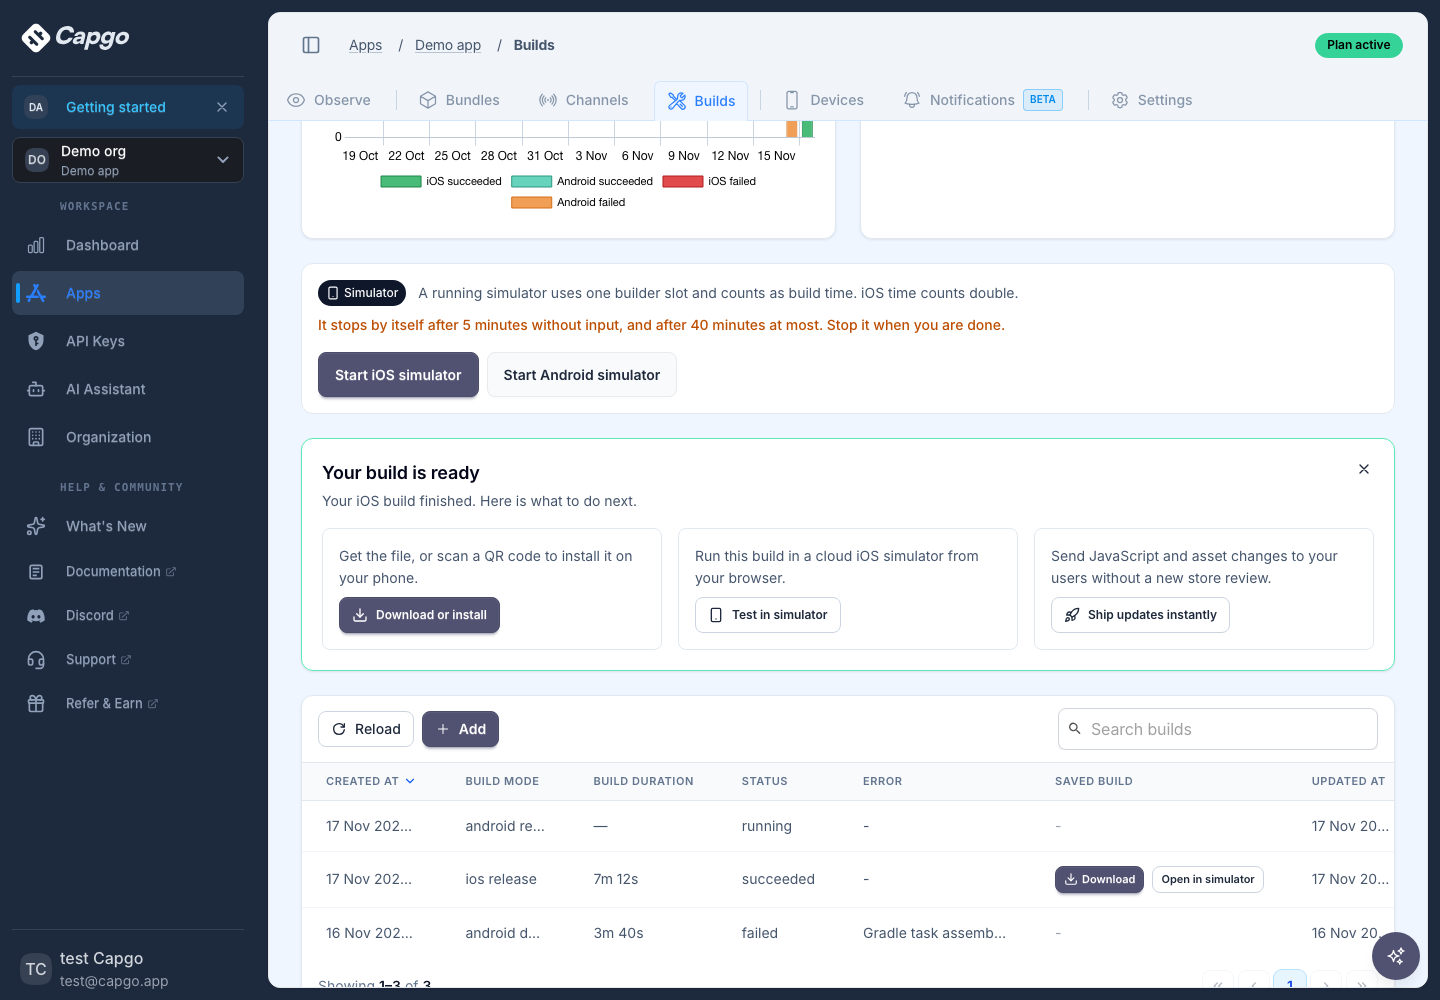 Capgo
Apps / Demo app / Builds
Plan active
DA Getting started
DO Demo org
Demo app
WORKSPACE
Dashboard
Apps
API Keys
AI Assistant
Organization
HELP & COMMUNITY
What's New
Documentation
Discord
Support
Refer & Earn
TC test Capgo
test@capgo.app
Observe Bundles Channels Builds Devices Notifications BETA Settings
0
19 Oct 22 Oct 25 Oct 28 Oct 31 Oct 3 Nov 6 Nov 9 Nov 12 Nov 15 Nov
iOS succeeded Android succeeded iOS failed
Android failed
Simulator A running simulator uses one builder slot and counts as build time. iOS time counts double.
It stops by itself after 5 minutes without input, and after 40 minutes at most. Stop it when you are done.
Start iOS simulator Start Android simulator
Your build is ready
Your iOS build finished. Here is what to do next.
Get the file, or scan a QR code to install it on
your phone.
Download or install
Run this build in a cloud iOS simulator from
your browser.
Test in simulator
Send JavaScript and asset changes to your
users without a new store review.
Ship updates instantly
Reload + Add Search builds
CREATED AT BUILD MODE BUILD DURATION STATUS ERROR SAVED BUILD UPDATED AT
17 Nov 202... android re... — running - - 17 Nov 20...
17 Nov 202... ios release 7m 12s succeeded - Download Open in simulator 17 Nov 20...
16 Nov 202... android d... 3m 40s failed Gradle task assemb... - 16 Nov 20...
Showing 1–3 of 3 « ‹ 1 › »